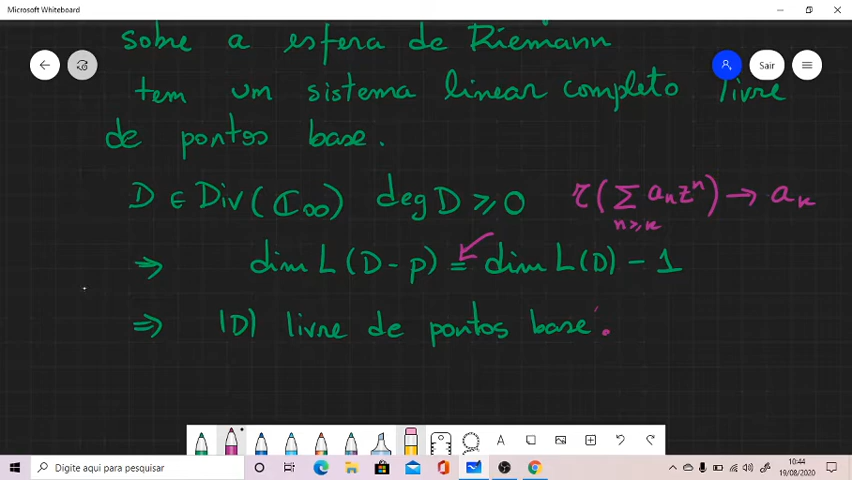 Microsoft Whiteboard
sobre a esfera de Riemann
Sair
tem um sistema linear completo livre
de pontos base.
D ∈ Div(ℂ∞) deg D ⩾ 0 τ(∑ aₙzⁿ) → aₖ
n⩾k
⇒ dim L(D-p) = dim L(D) - 1
⇒ |D| livre de pontos base.
Digite aqui para pesquisar
10:44
19/08/2020